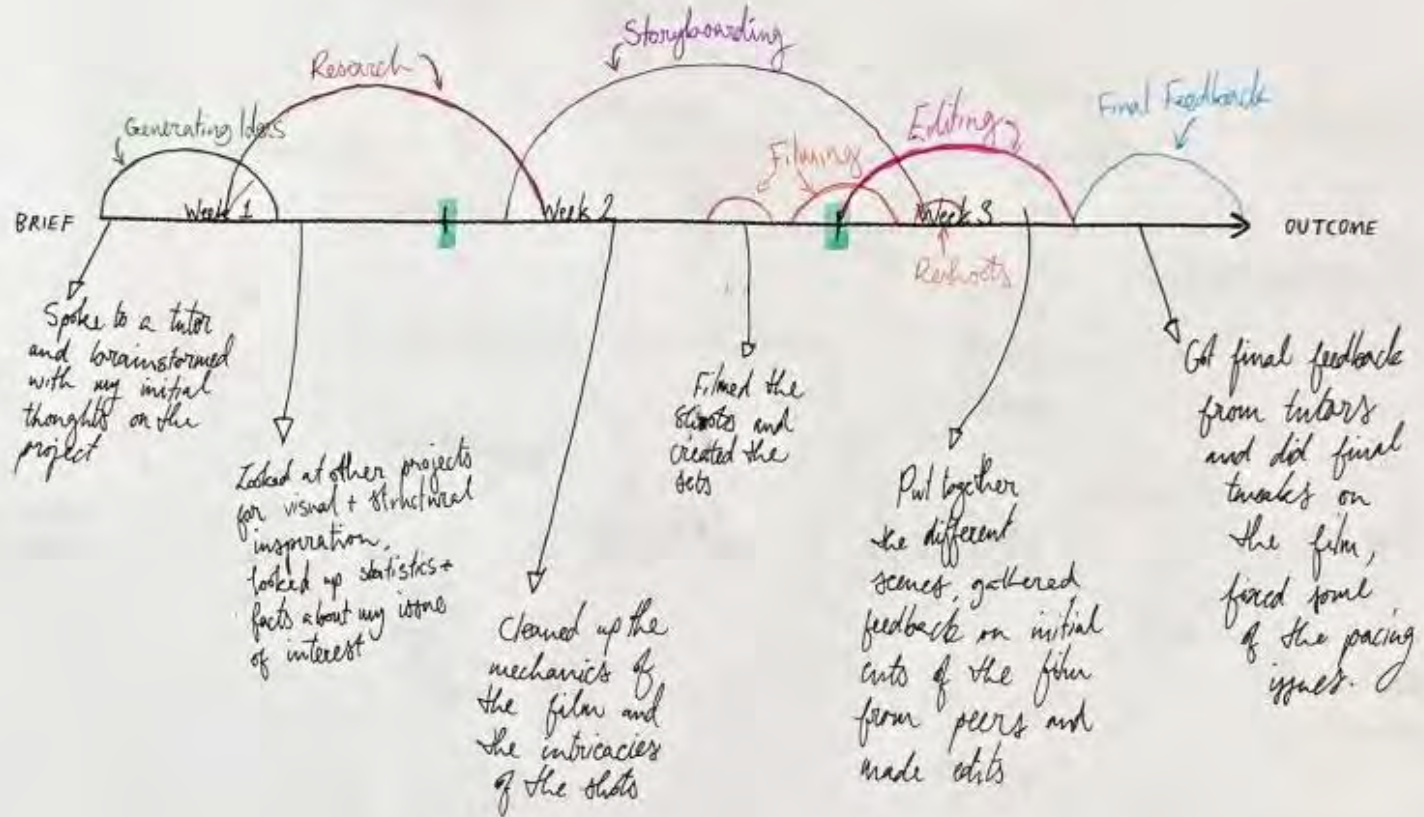 Storyboarding
Research
Editing
Final Feedback
Generating Ideas
Filming
BRIEF
Week 1
Week 2
Week 3
OUTCOME
Reshoots
Spoke to a tutor
and brainstormed
with my initial
thoughts on the
project
Looked at other projects
for visual + structural
inspiration,
looked up statistics +
facts about my issue
of interest
Cleaned up the
mechanics of
the film and
the intricacies
of the shots
Filmed the
shoots and
created the
sets
Put together
the different
scenes, gathered
feedback on initial
cuts of the film
from peers and
made edits
Got final feedback
from tutors
and did final
tweaks on
the film,
fixed some
of the pacing
issues.